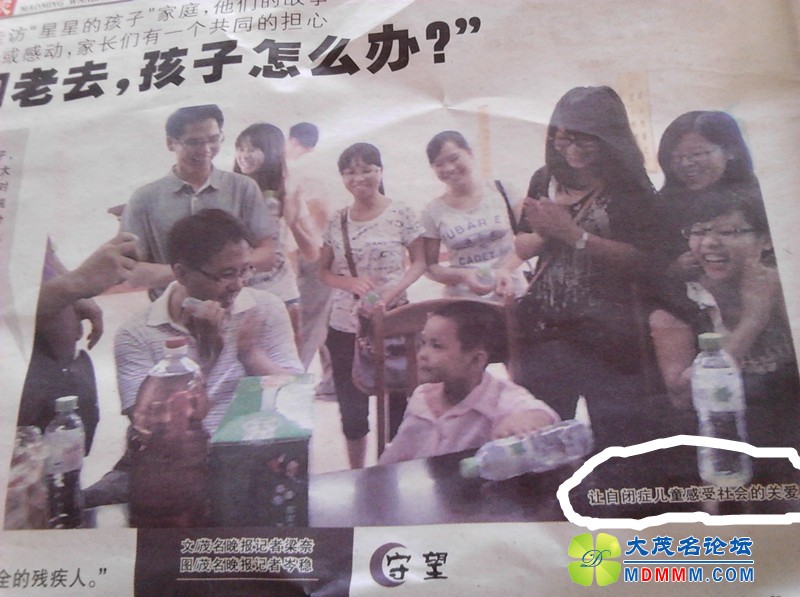 访"星星的孩子"家庭,他们的故事
或感动,家长们有一个共同的担心
老去,孩子怎么办?"
UBARE
CADEY
让自闭症儿童感受社会的关爱
文/茂名晚报记者梁奈
图/茂名晚报记者岑稳
守望
全的残疾人。"
大茂名论坛
MDMMM.COM